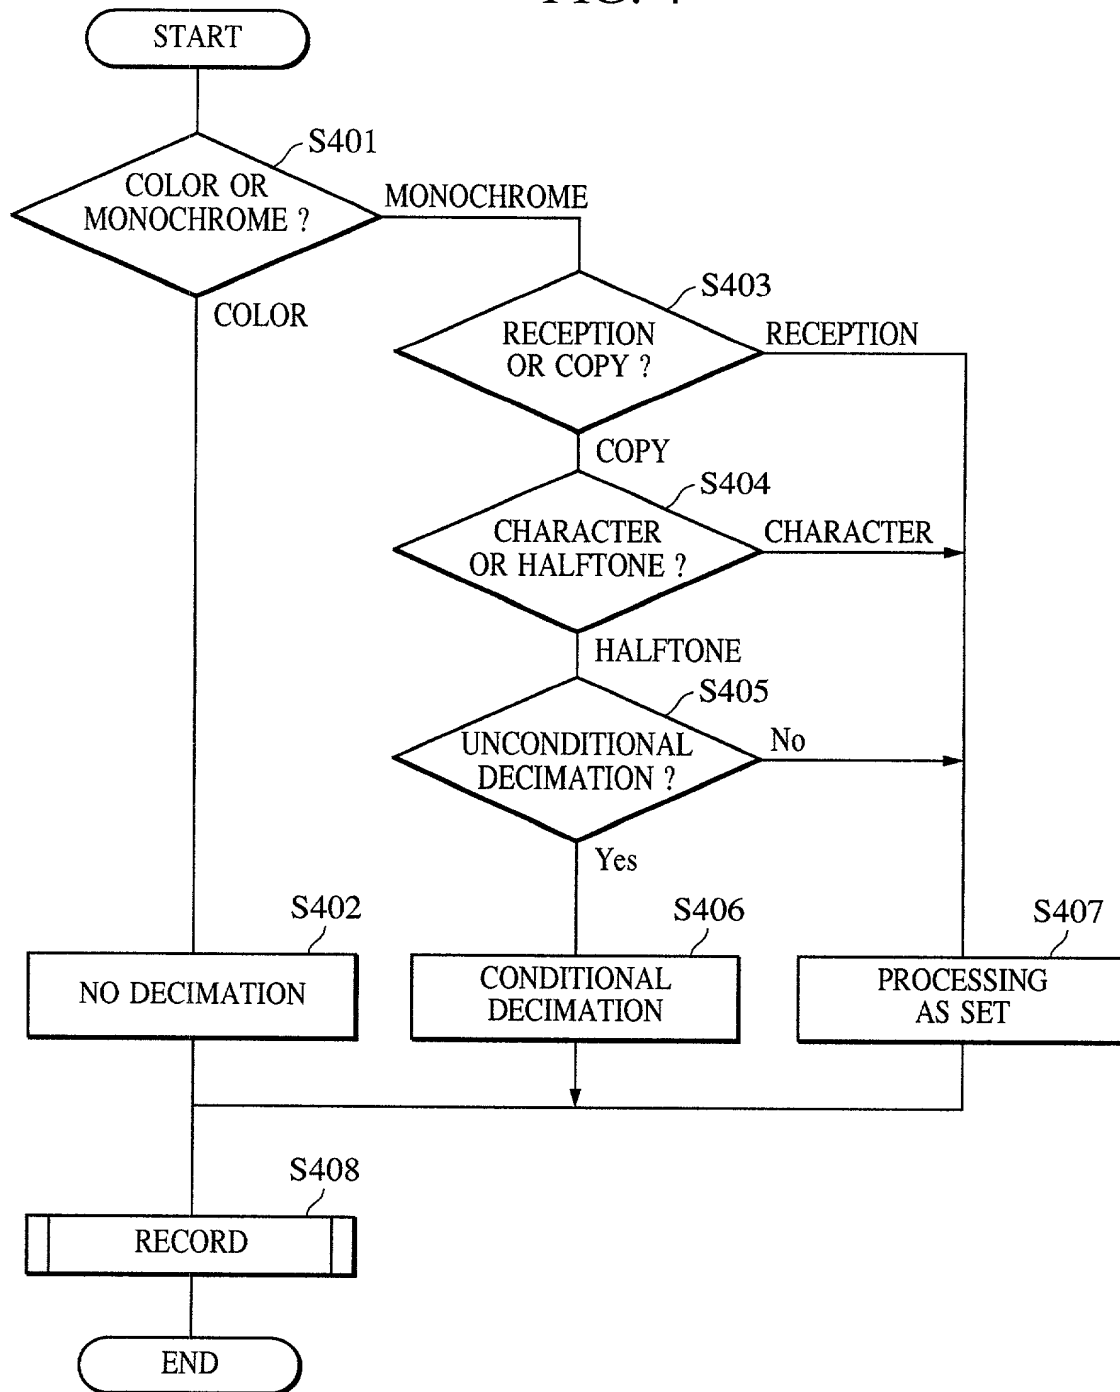 START
S401
COLOR OR
MONOCHROME ?
MONOCHROME
COLOR
S403
RECEPTION
OR COPY ?
RECEPTION
COPY
S404
CHARACTER
OR HALFTONE ?
CHARACTER
HALFTONE
S405
UNCONDITIONAL
DECIMATION ?
No
Yes
S402
NO DECIMATION
S406
CONDITIONAL
DECIMATION
S407
PROCESSING
AS SET
S408
RECORD
END